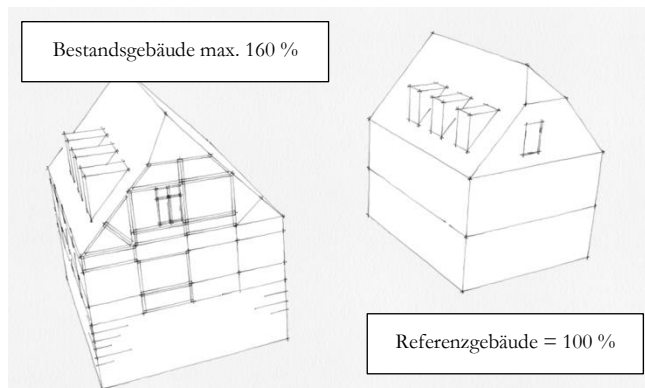 Bestandsgebäude max. 160 %
Referenzgebäude = 100 %